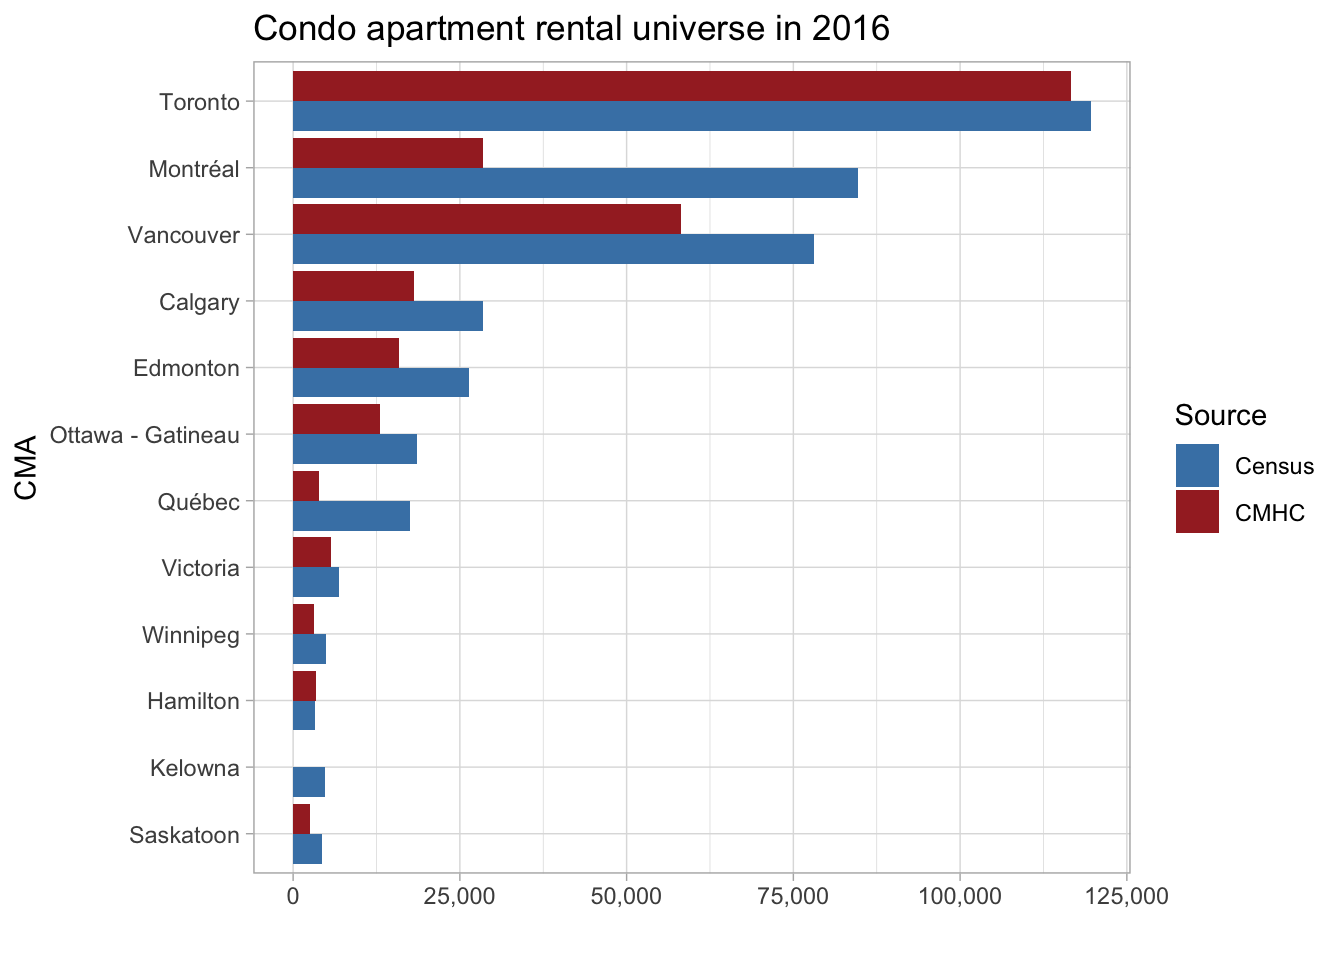 Condo apartment rental universe in 2016
CMA
Toronto
Montréal
Vancouver
Calgary
Edmonton
Ottawa - Gatineau
Québec
Victoria
Winnipeg
Hamilton
Kelowna
Saskatoon
0 25,000 50,000 75,000 100,000 125,000
Source
Census
CMHC